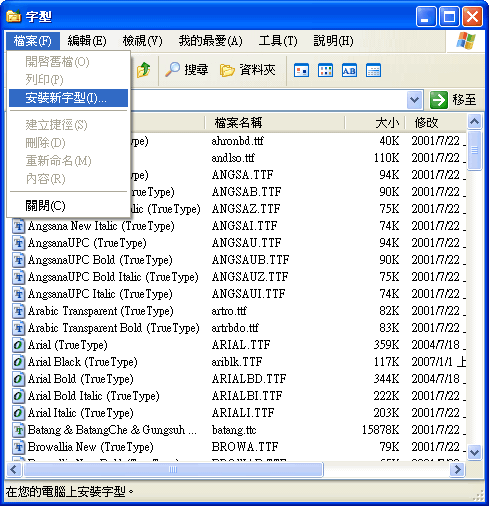 字型
檔案(F) 編輯(E) 檢視(V) 我的最愛(A) 工具(T) 說明(H)
開啟舊檔(O)
列印(P)
安裝新字型(I)...
建立捷徑(S)
刪除(D)
重新命名(M)
內容(R)
關閉(C)
搜尋 資料夾
移至
檔案名稱 大小 修改
ype) ahronbd.ttf 40K 2001/7/22
andlso.ttf 110K 2001/7/22
ype) ANGSA.TTF 94K 2001/7/22
rueType) ANGSAB.TTF 90K 2001/7/22
lic (TrueType) ANGSAZ.TTF 75K 2001/7/22
Angsana New Italic (TrueType) ANGSAI.TTF 74K 2001/7/22
AngsanaUPC (TrueType) ANGSAU.TTF 94K 2001/7/22
AngsanaUPC Bold (TrueType) ANGSAUB.TTF 90K 2001/7/22
AngsanaUPC Bold Italic (TrueType) ANGSAUZ.TTF 75K 2001/7/22
AngsanaUPC Italic (TrueType) ANGSAUI.TTF 74K 2001/7/22
Arabic Transparent (TrueType) artro.ttf 82K 2001/7/22
Arabic Transparent Bold (TrueType) artrbdo.ttf 83K 2001/7/22
Arial (TrueType) ARIAL.TTF 359K 2004/7/18
Arial Black (TrueType) ariblk.TTF 117K 2007/1/1 上
Arial Bold (TrueType) ARIALBD.TTF 344K 2004/7/18
Arial Bold Italic (TrueType) ARIALBI.TTF 222K 2001/7/22
Arial Italic (TrueType) ARIALI.TTF 203K 2001/7/22
Batang & BatangChe & Gungsuh ... batang.ttc 15878K 2001/7/22
Browallia New (TrueType) BROWA.TTF 79K 2001/7/22
在您的電腦上安裝字型。